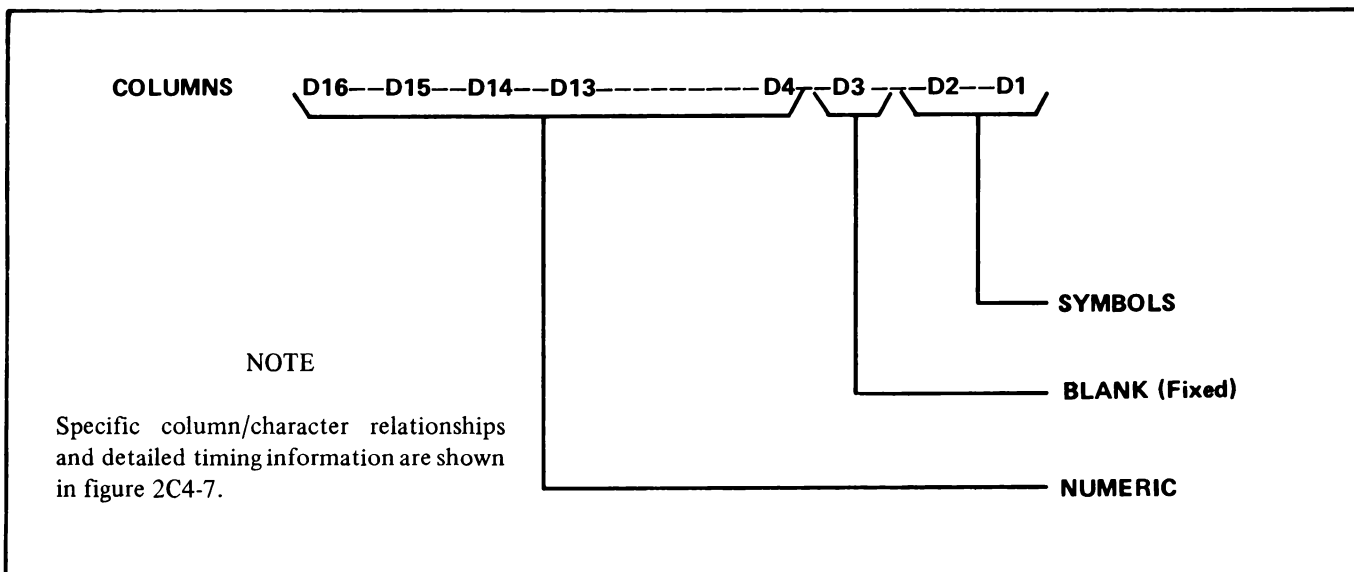 COLUMNS D16--D15--D14--D13----------D4--D3---D2--D1
SYMBOLS
NOTE
BLANK (Fixed)
Specific column/character relationships
and detailed timing information are shown
in figure 2C4-7.
NUMERIC